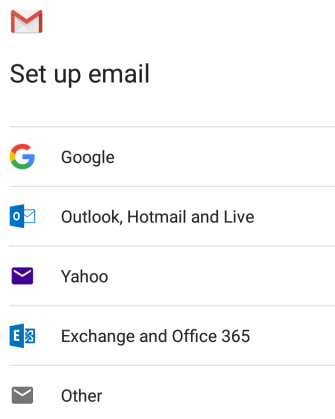 Set up email
Google
Outlook, Hotmail and Live
Yahoo
Exchange and Office 365
Other